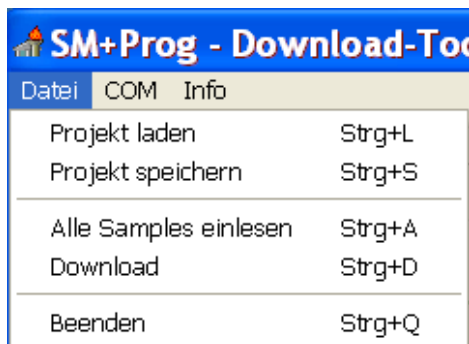 SM+Prog - Download-Too
Datei COM Info
Projekt laden Strg+L
Projekt speichern Strg+S
Alle Samples einlesen Strg+A
Download Strg+D
Beenden Strg+Q